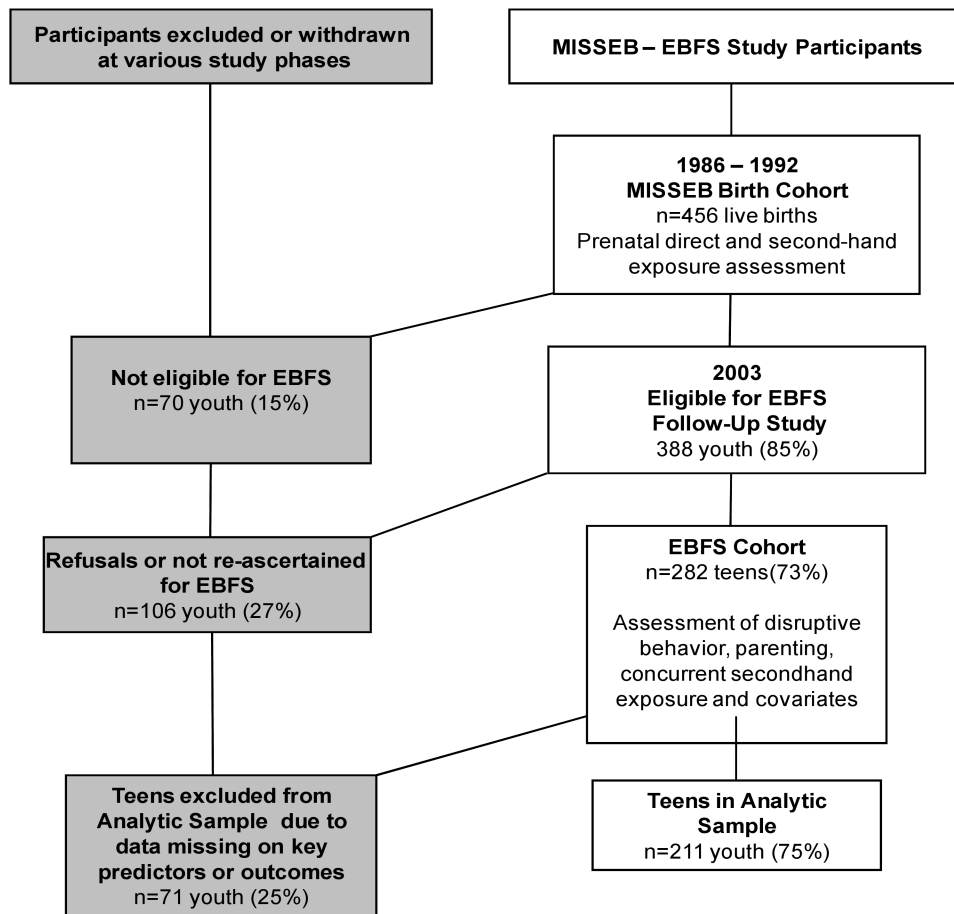 Participants excluded or withdrawn
at various study phases
MISSEB – EBFS Study Participants
1986 – 1992
MISSEB Birth Cohort
n=456 live births
Prenatal direct and second-hand
exposure assessment
Not eligible for EBFS
n=70 youth (15%)
2003
Eligible for EBFS
Follow-Up Study
388 youth (85%)
Refusals or not re-ascertained
for EBFS
n=106 youth (27%)
EBFS Cohort
n=282 teens(73%)
Assessment of disruptive
behavior, parenting,
concurrent secondhand
exposure and covariates
Teens excluded from
Analytic Sample due to
data missing on key
predictors or outcomes
n=71 youth (25%)
Teens in Analytic
Sample
n=211 youth (75%)